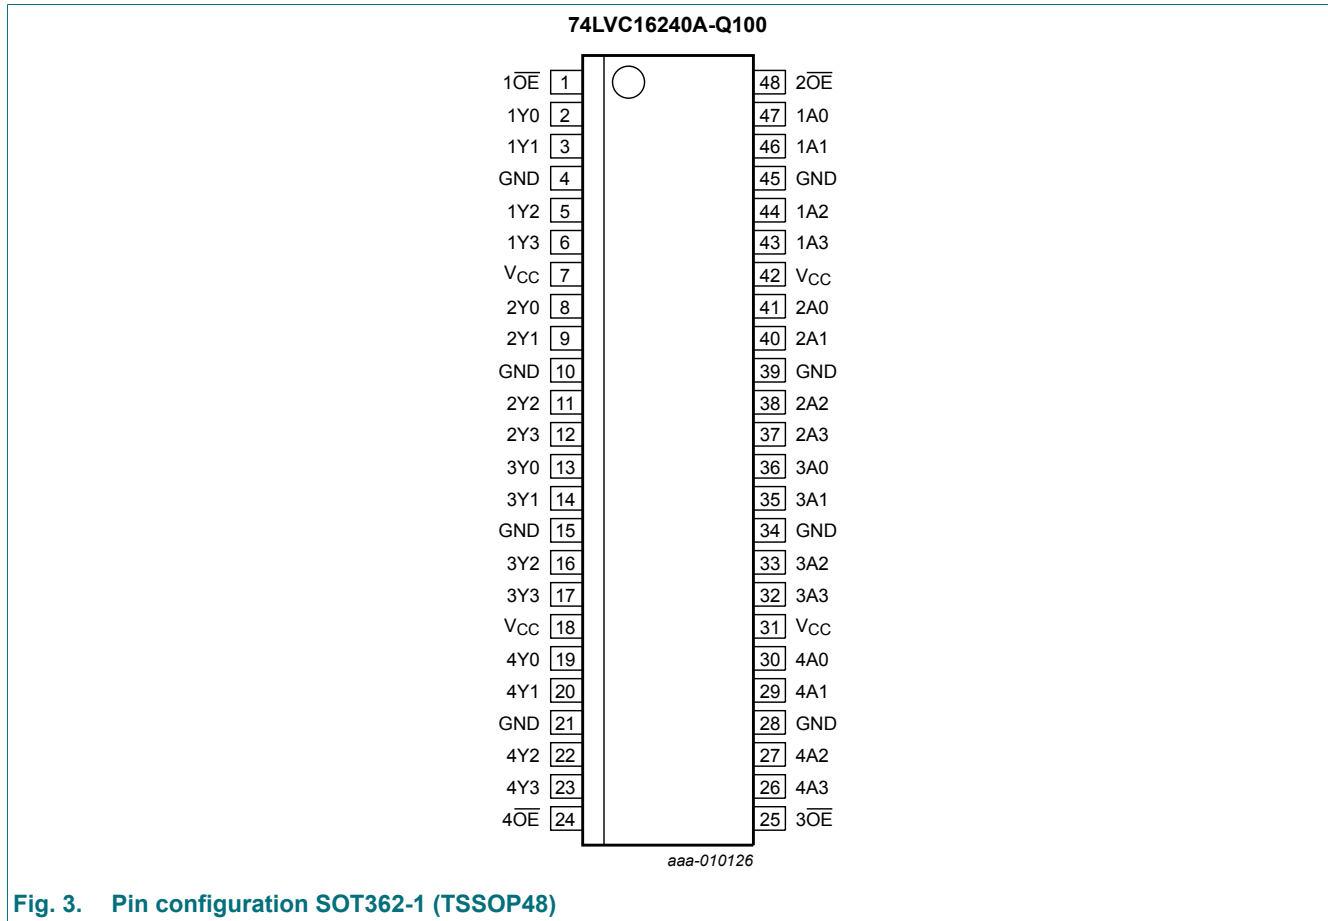 74LVC16240A-Q100
1O̅E̅ 1 48 2O̅E̅
1Y0 2 47 1A0
1Y1 3 46 1A1
GND 4 45 GND
1Y2 5 44 1A2
1Y3 6 43 1A3
VCC 7 42 VCC
2Y0 8 41 2A0
2Y1 9 40 2A1
GND 10 39 GND
2Y2 11 38 2A2
2Y3 12 37 2A3
3Y0 13 36 3A0
3Y1 14 35 3A1
GND 15 34 GND
3Y2 16 33 3A2
3Y3 17 32 3A3
VCC 18 31 VCC
4Y0 19 30 4A0
4Y1 20 29 4A1
GND 21 28 GND
4Y2 22 27 4A2
4Y3 23 26 4A3
4O̅E̅ 24 25 3O̅E̅
aaa-010126
Fig. 3. Pin configuration SOT362-1 (TSSOP48)